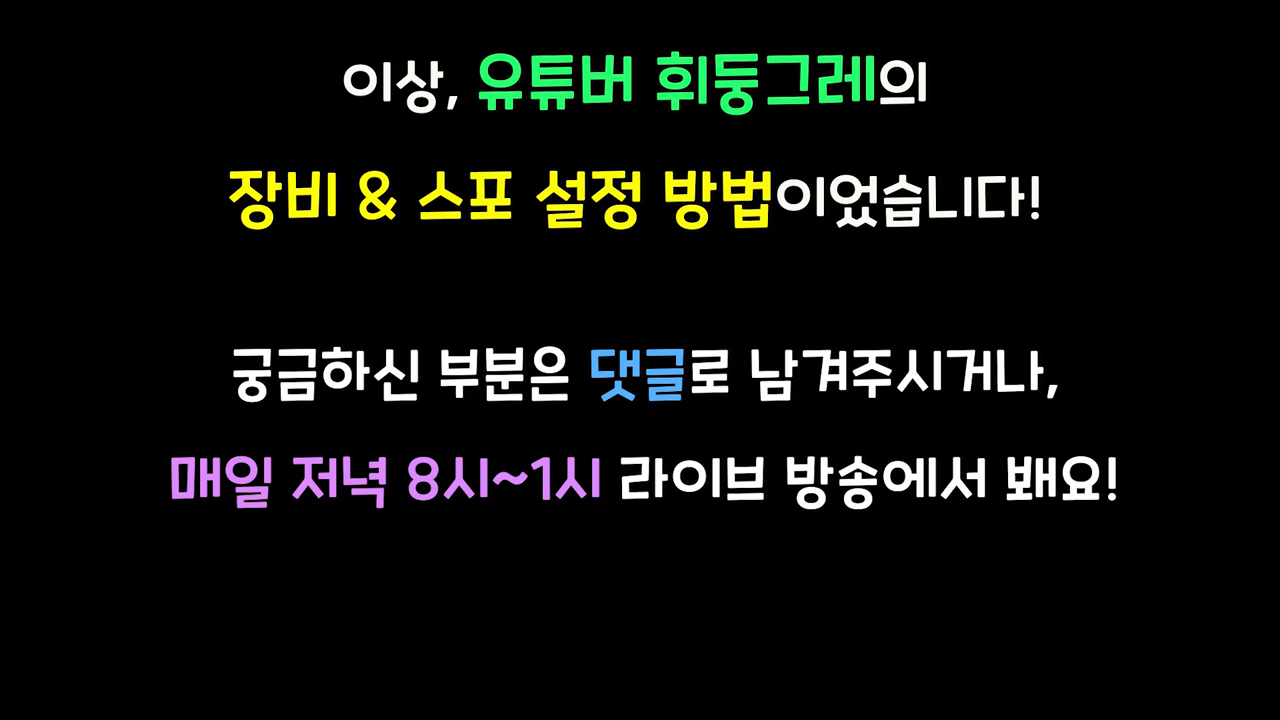 이상, 유튜버 휘둥그레의
장비 & 스포 설정 방법이었습니다!
궁금하신 부분은 댓글로 남겨주시거나,
매일 저녁 8시~1시 라이브 방송에서 봬요!